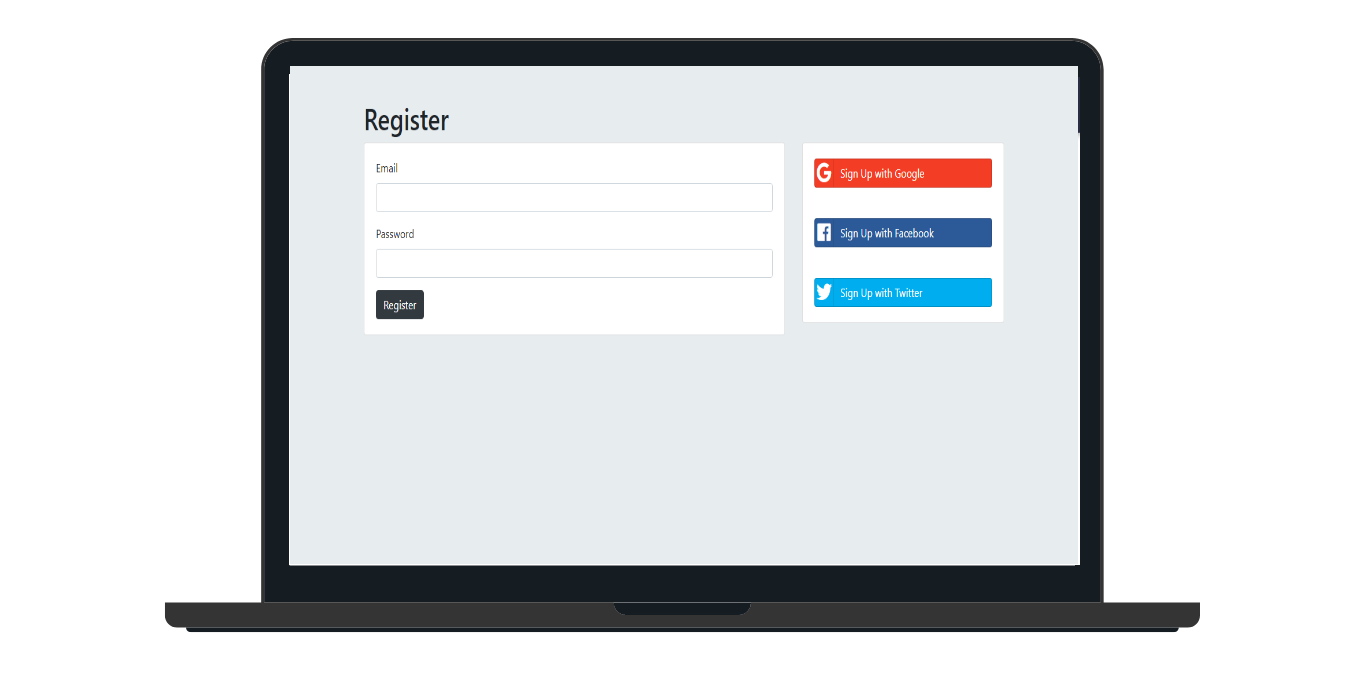 Register
Email
Password
Register
Sign Up with Google
Sign Up with Facebook
Sign Up with Twitter